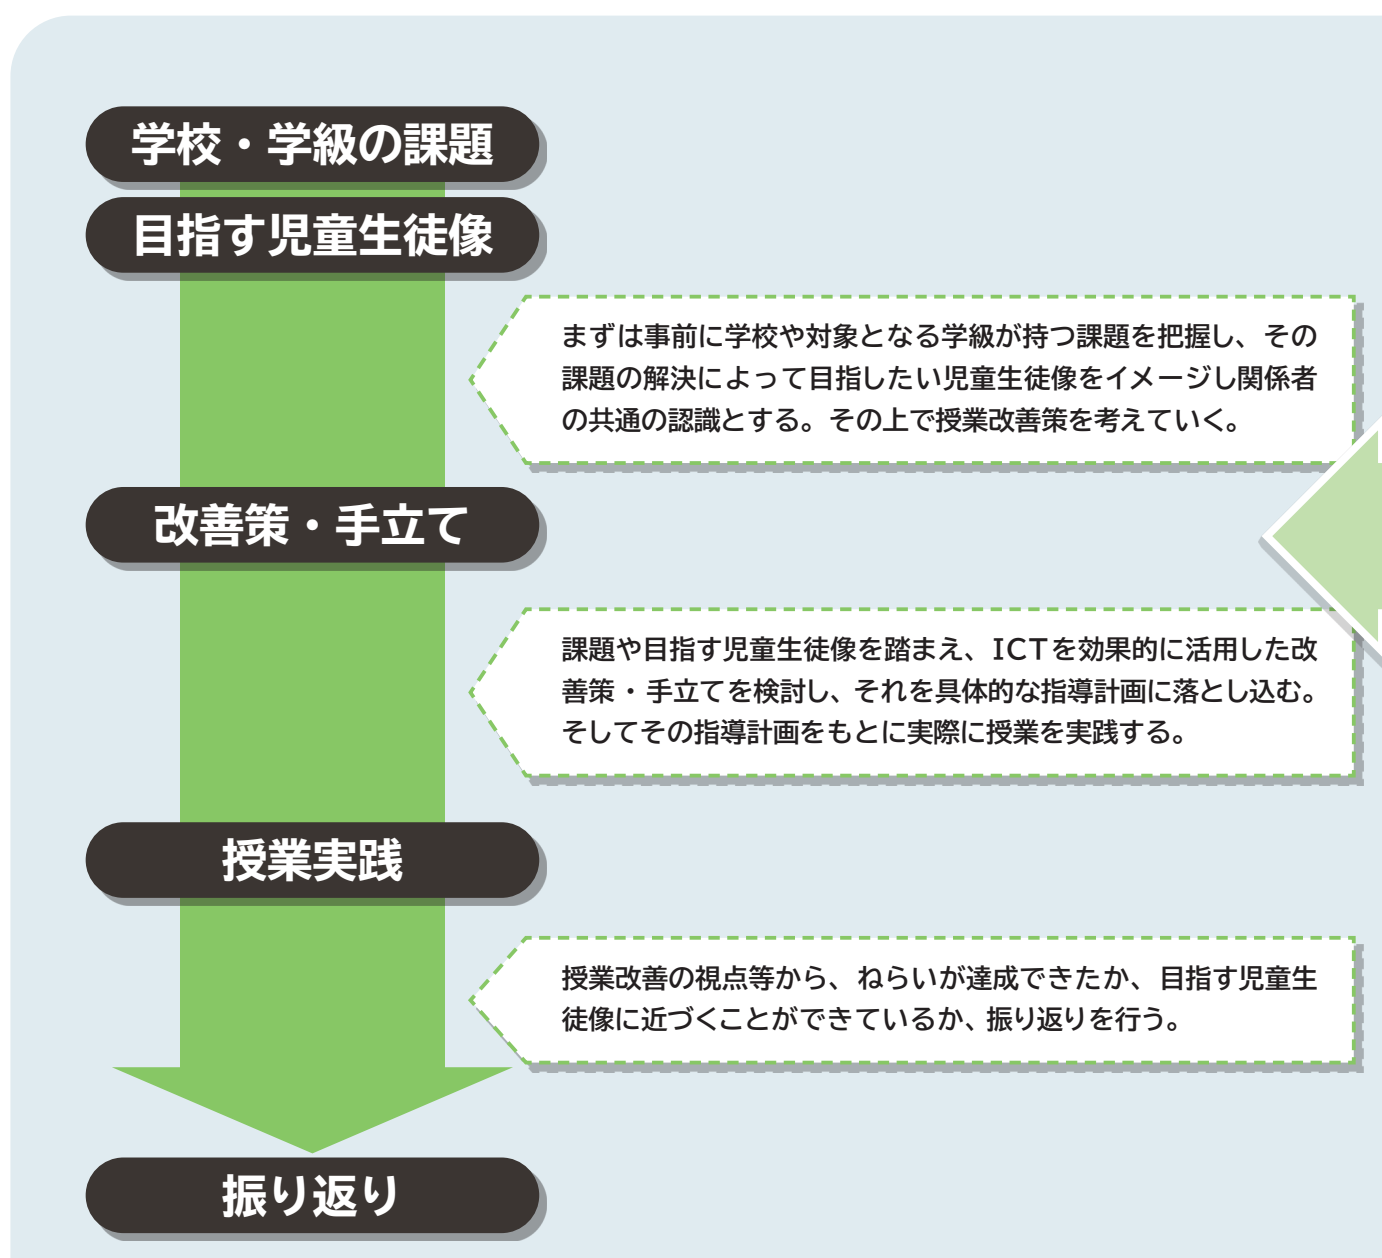 学校・学級の課題
目指す児童生徒像
まずは事前に学校や対象となる学級が持つ課題を把握し、その
課題の解決によって目指したい児童生徒像をイメージし関係者
の共通の認識とする。その上で授業改善策を考えていく。
改善策・手立て
課題や目指す児童生徒像を踏まえ、ICTを効果的に活用した改
善策・手立てを検討し、それを具体的な指導計画に落とし込む。
そしてその指導計画をもとに実際に授業を実践する。
授業実践
授業改善の視点等から、ねらいが達成できたか、目指す児童生
徒像に近づくことができているか、振り返りを行う。
振り返り